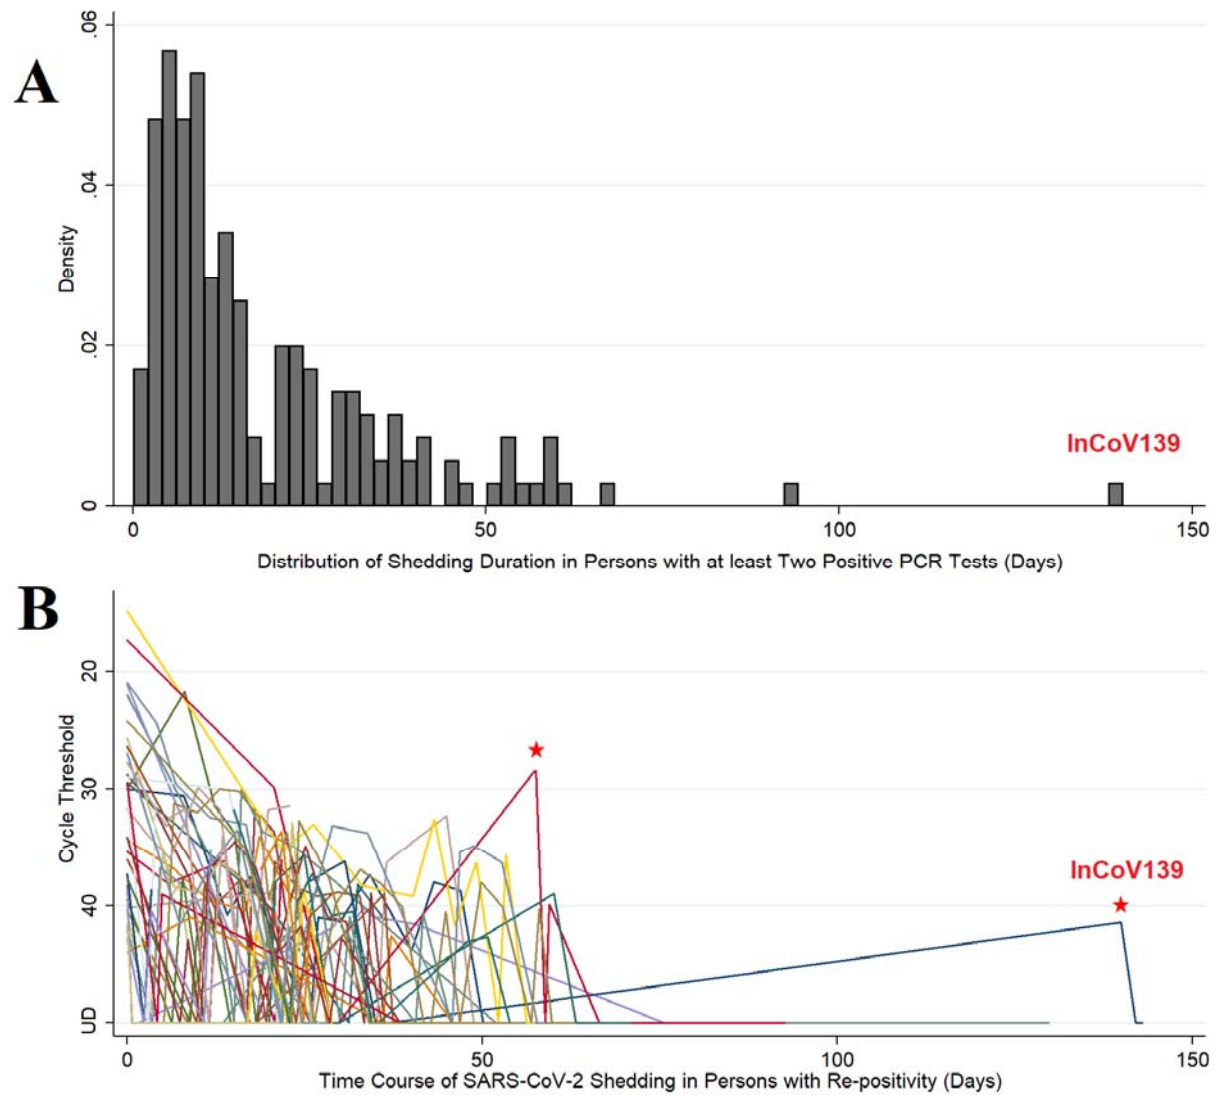 A
.06
.04
.02
0
Density
InCoV139
0 50 100 150
Distribution of Shedding Duration in Persons with at least Two Positive PCR Tests (Days)
B
20
30
40
UD
Cycle Threshold
InCoV139
0 50 100 150
Time Course of SARS-CoV-2 Shedding in Persons with Re-positivity (Days)